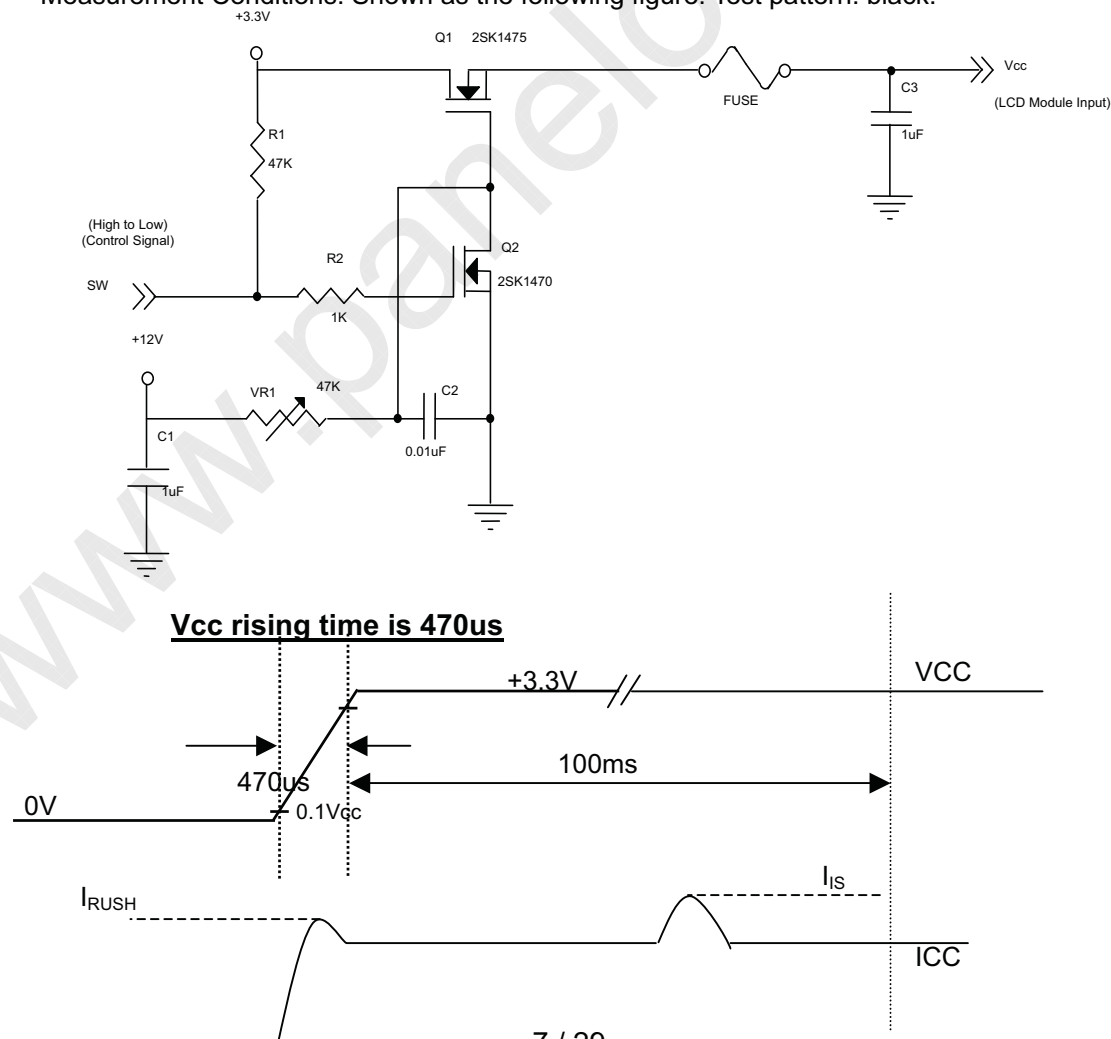 Measurement Conditions: Shown as the following figure. Test pattern: black.
+3.3V
Q1 2SK1475
FUSE
C3
1uF
Vcc
(LCD Module Input)
R1
47K
(High to Low)
(Control Signal)
SW
R2
1K
Q2
2SK1470
+12V
VR1
47K
C2
0.01uF
C1
1uF
Vcc rising time is 470us
+3.3V
VCC
470us
100ms
0V
0.1Vcc
IRUSH
IIS
ICC
7 / 29
www.panelo